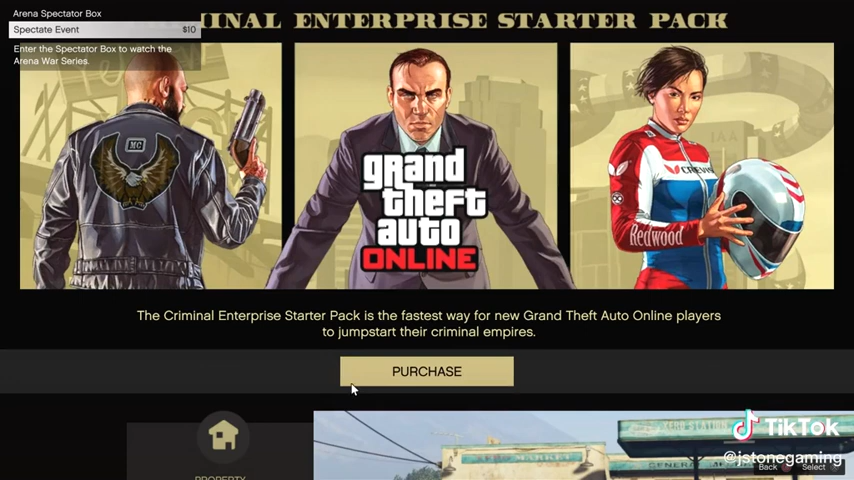 Arena Spectator Box
Spectate Event $10
Enter the Spectator Box to watch the
Arena War Series.
ENTERPRISE STARTER PACK
MC
IAA
Redwood
grand
theft
auto
ONLINE
The Criminal Enterprise Starter Pack is the fastest way for new Grand Theft Auto Online players
to jumpstart their criminal empires.
PURCHASE
PROPERTY
TikTok
@jstonegaming
Back
Select